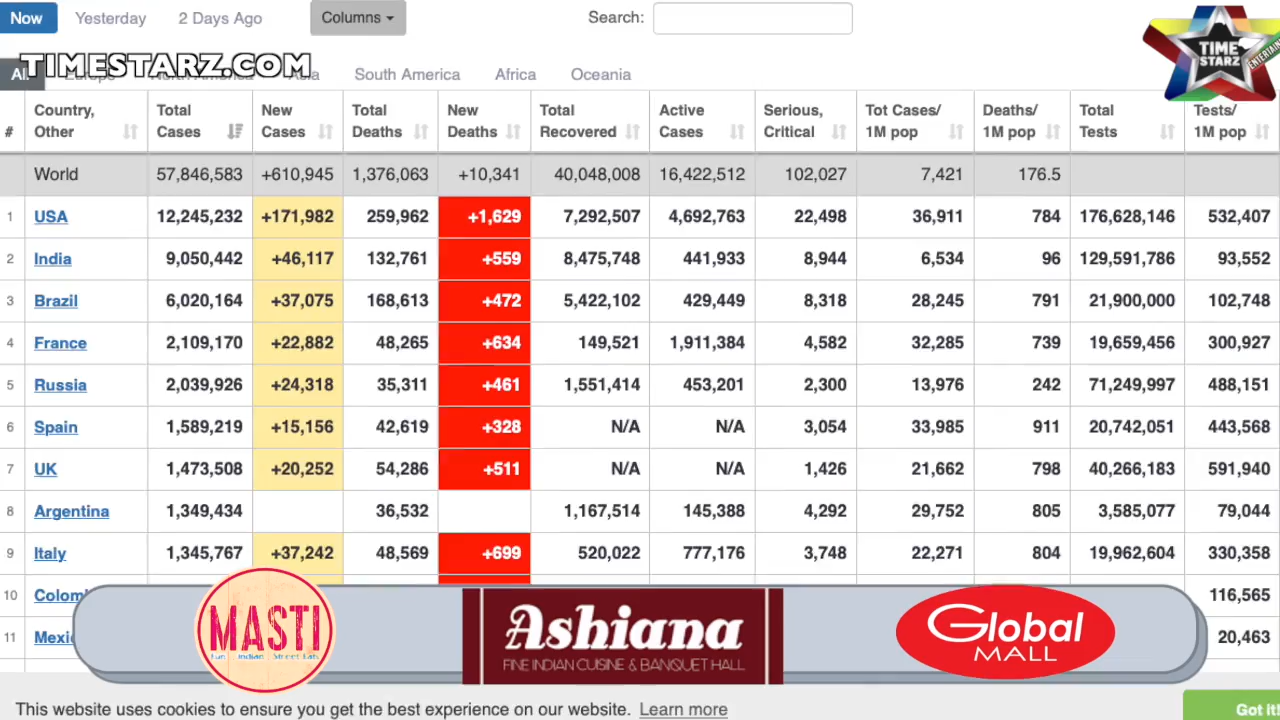 Now Yesterday 2 Days Ago Columns Search:
TIMESTARZ.COM
TIME STARZ ENTERTAIN
All Europe North America Asia South America Africa Oceania
# Country, Other Total Cases New Cases Total Deaths New Deaths Total Recovered Active Cases Serious, Critical Tot Cases/ 1M pop Deaths/ 1M pop Total Tests Tests/ 1M pop
World 57,846,583 +610,945 1,376,063 +10,341 40,048,008 16,422,512 102,027 7,421 176.5
1 USA 12,245,232 +171,982 259,962 +1,629 7,292,507 4,692,763 22,498 36,911 784 176,628,146 532,407
2 India 9,050,442 +46,117 132,761 +559 8,475,748 441,933 8,944 6,534 96 129,591,786 93,552
3 Brazil 6,020,164 +37,075 168,613 +472 5,422,102 429,449 8,318 28,245 791 21,900,000 102,748
4 France 2,109,170 +22,882 48,265 +634 149,521 1,911,384 4,582 32,285 739 19,659,456 300,927
5 Russia 2,039,926 +24,318 35,311 +461 1,551,414 453,201 2,300 13,976 242 71,249,997 488,151
6 Spain 1,589,219 +15,156 42,619 +328 N/A N/A 3,054 33,985 911 20,742,051 443,568
7 UK 1,473,508 +20,252 54,286 +511 N/A N/A 1,426 21,662 798 40,266,183 591,940
8 Argentina 1,349,434 36,532 1,167,514 145,388 4,292 29,752 805 3,585,077 79,044
9 Italy 1,345,767 +37,242 48,569 +699 520,022 777,176 3,748 22,271 804 19,962,604 330,358
10 Colom 116,565
11 Mexic 20,463
MASTI
Fun Indian Street Eats
Ashiana
FINE INDIAN CUISINE & BANQUET HALL
Global
MALL
This website uses cookies to ensure you get the best experience on our website. Learn more Got it!